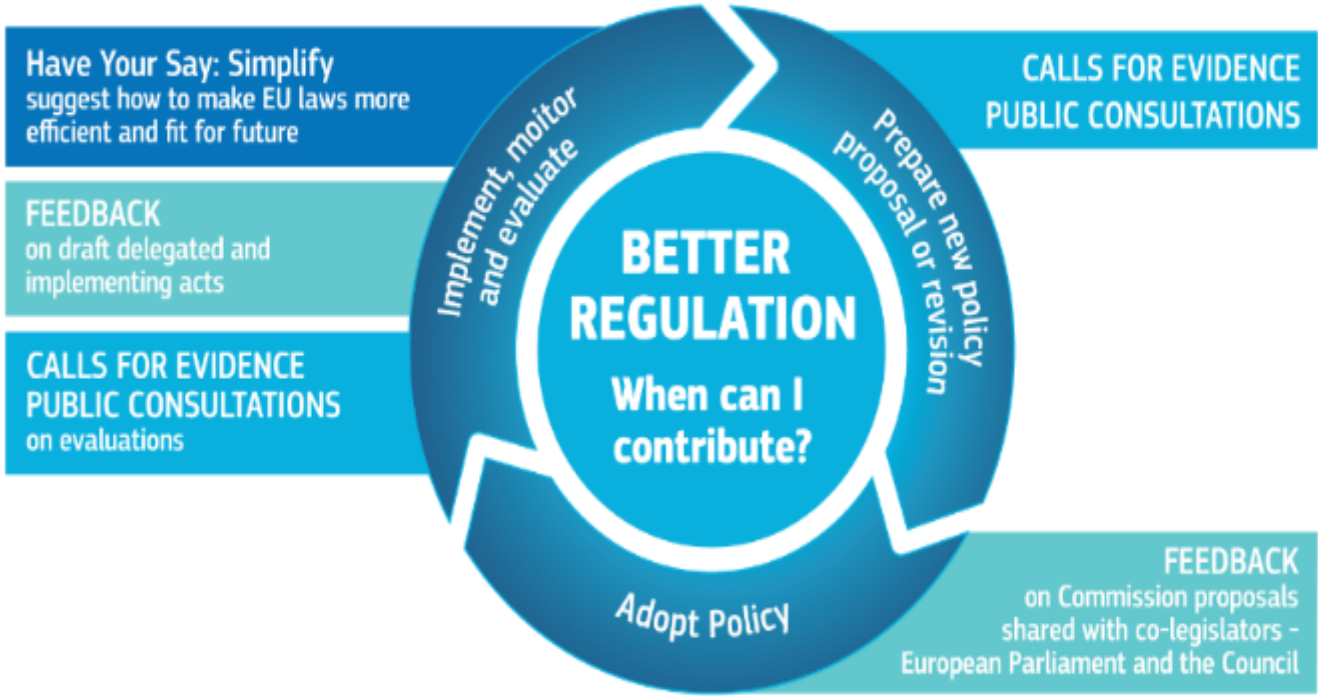 Have Your Say: Simplify
suggest how to make EU laws more
efficient and fit for future
FEEDBACK
on draft delegated and
implementing acts
CALLS FOR EVIDENCE
PUBLIC CONSULTATIONS
on evaluations
Implement, moitor
and evaluate
BETTER
REGULATION
When can I
contribute?
Prepare new policy
proposal or revision
Adopt Policy
CALLS FOR EVIDENCE
PUBLIC CONSULTATIONS
FEEDBACK
on Commission proposals
shared with co-legislators -
European Parliament and the Council